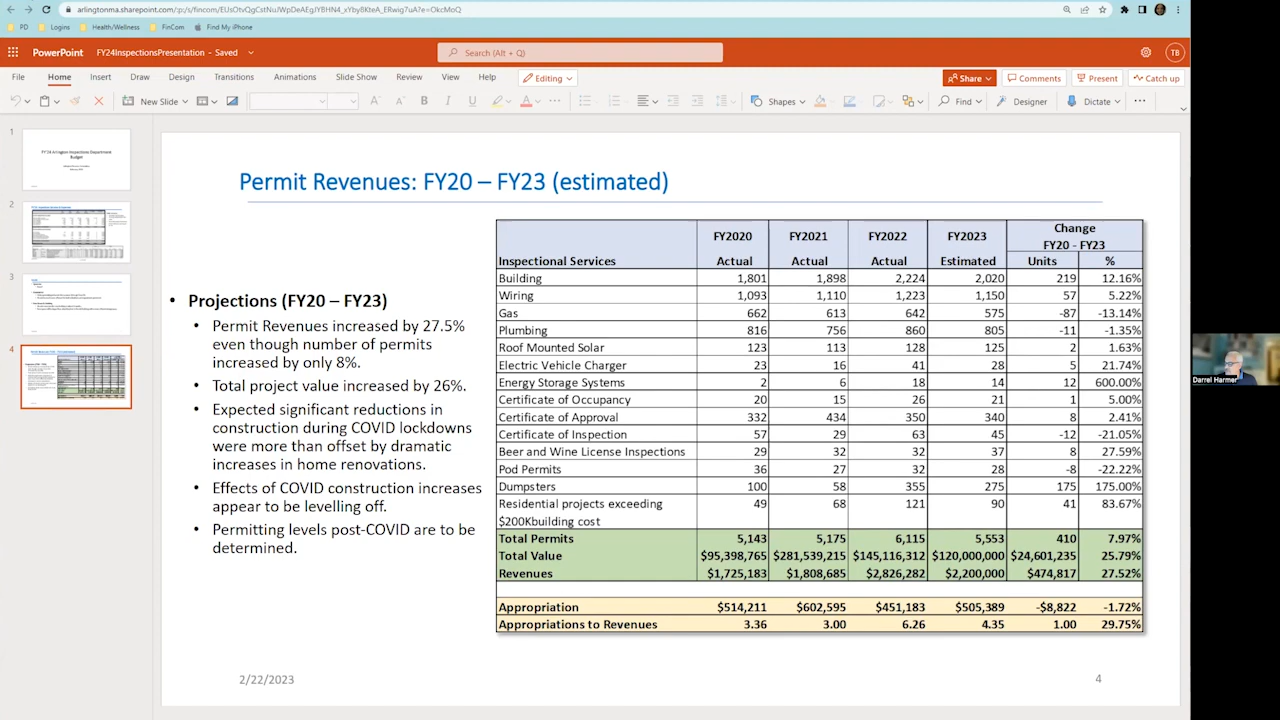 arlingtonma.sharepoint.com/:p:/s/fincom/EUsOtvQgCstNuJWpDeAEgJYBHN4_xYby8KteA_ERwig7uA?e=OkcMoQ
PD Logins Health/Wellness FinCom Find My iPhone
PowerPoint FY24InspectionsPresentation - Saved Search (Alt + Q) TB
File Home Insert Draw Design Transitions Animations Slide Show Review View Help Editing Share Comments Present Catch up
New Slide B I U A Shapes Find Designer Dictate
1
FY24 Arlington Inspections Department
Budget
2
3
4
Permit Revenues: FY20 – FY23 (estimated)
• Projections (FY20 – FY23)
• Permit Revenues increased by 27.5%
even though number of permits
increased by only 8%.
• Total project value increased by 26%.
• Expected significant reductions in
construction during COVID lockdowns
were more than offset by dramatic
increases in home renovations.
• Effects of COVID construction increases
appear to be levelling off.
• Permitting levels post-COVID are to be
determined.
Change
FY2020 FY2021 FY2022 FY2023 FY20 - FY23
Inspectional Services Actual Actual Actual Estimated Units %
Building 1,801 1,898 2,224 2,020 219 12.16%
Wiring 1,093 1,110 1,223 1,150 57 5.22%
Gas 662 613 642 575 -87 -13.14%
Plumbing 816 756 860 805 -11 -1.35%
Roof Mounted Solar 123 113 128 125 2 1.63%
Electric Vehicle Charger 23 16 41 28 5 21.74%
Energy Storage Systems 2 6 18 14 12 600.00%
Certificate of Occupancy 20 15 26 21 1 5.00%
Certificate of Approval 332 434 350 340 8 2.41%
Certificate of Inspection 57 29 63 45 -12 -21.05%
Beer and Wine License Inspections 29 32 32 37 8 27.59%
Pod Permits 36 27 32 28 -8 -22.22%
Dumpsters 100 58 355 275 175 175.00%
Residential projects exceeding 49 68 121 90 41 83.67%
$200Kbuilding cost
Total Permits 5,143 5,175 6,115 5,553 410 7.97%
Total Value $95,398,765 $281,539,215 $145,116,312 $120,000,000 $24,601,235 25.79%
Revenues $1,725,183 $1,808,685 $2,826,282 $2,200,000 $474,817 27.52%
Appropriation $514,211 $602,595 $451,183 $505,389 -$8,822 -1.72%
Appropriations to Revenues 3.36 3.00 6.26 4.35 1.00 29.75%
2/22/2023 4
Darrel Harmer